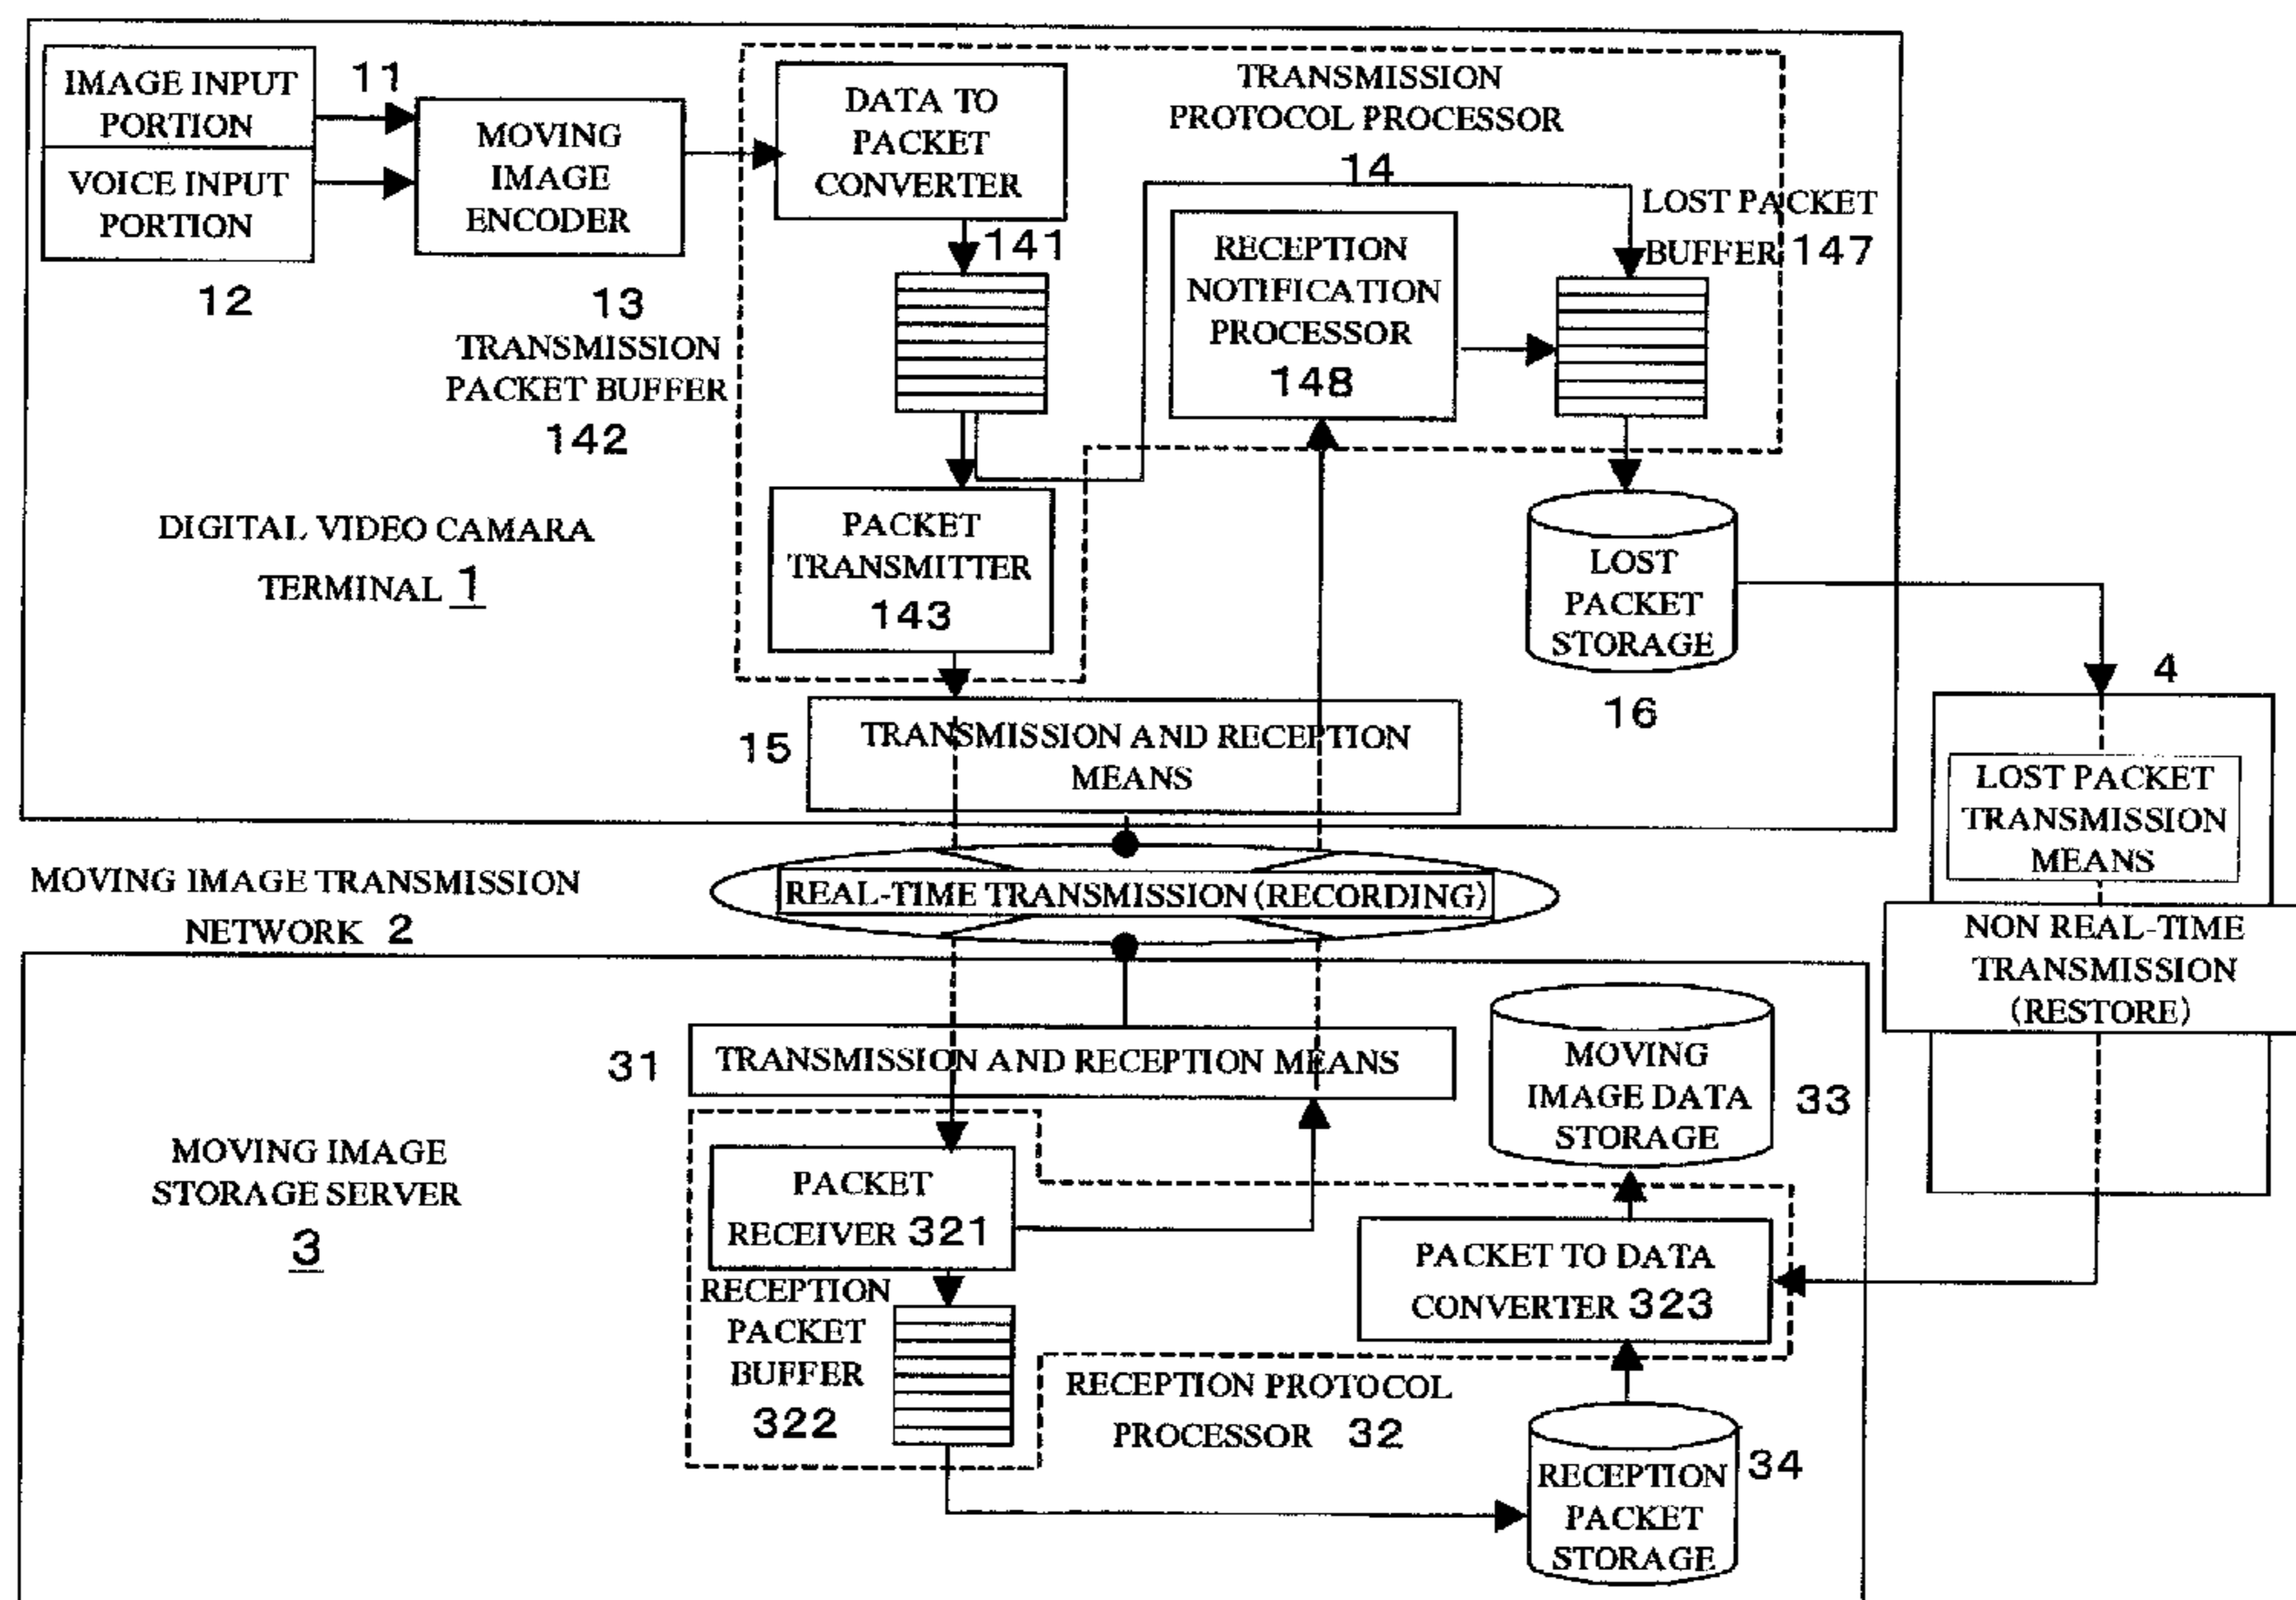 IMAGE INPUT
PORTION
11
VOICE INPUT
PORTION
12
MOVING
IMAGE
ENCODER
13
DATA TO
PACKET
CONVERTER
141
TRANSMISSION
PROTOCOL PROCESSOR
14
TRANSMISSION
PACKET BUFFER
142
RECEPTION
NOTIFICATION
PROCESSOR
148
LOST PACKET
BUFFER 147
PACKET
TRANSMITTER
143
DIGITAL VIDEO CAMARA
TERMINAL 1
LOST
PACKET
STORAGE
16
15
TRANSMISSION AND RECEPTION
MEANS
4
LOST PACKET
TRANSMISSION
MEANS
MOVING IMAGE TRANSMISSION
NETWORK 2
REAL-TIME TRANSMISSION (RECORDING)
NON REAL-TIME
TRANSMISSION
(RESTORE)
31
TRANSMISSION AND RECEPTION MEANS
MOVING
IMAGE DATA
STORAGE
33
MOVING IMAGE
STORAGE SERVER
3
PACKET
RECEIVER 321
RECEPTION
PACKET
BUFFER
322
PACKET TO DATA
CONVERTER 323
RECEPTION PROTOCOL
PROCESSOR 32
RECEPTION
PACKET
STORAGE
34